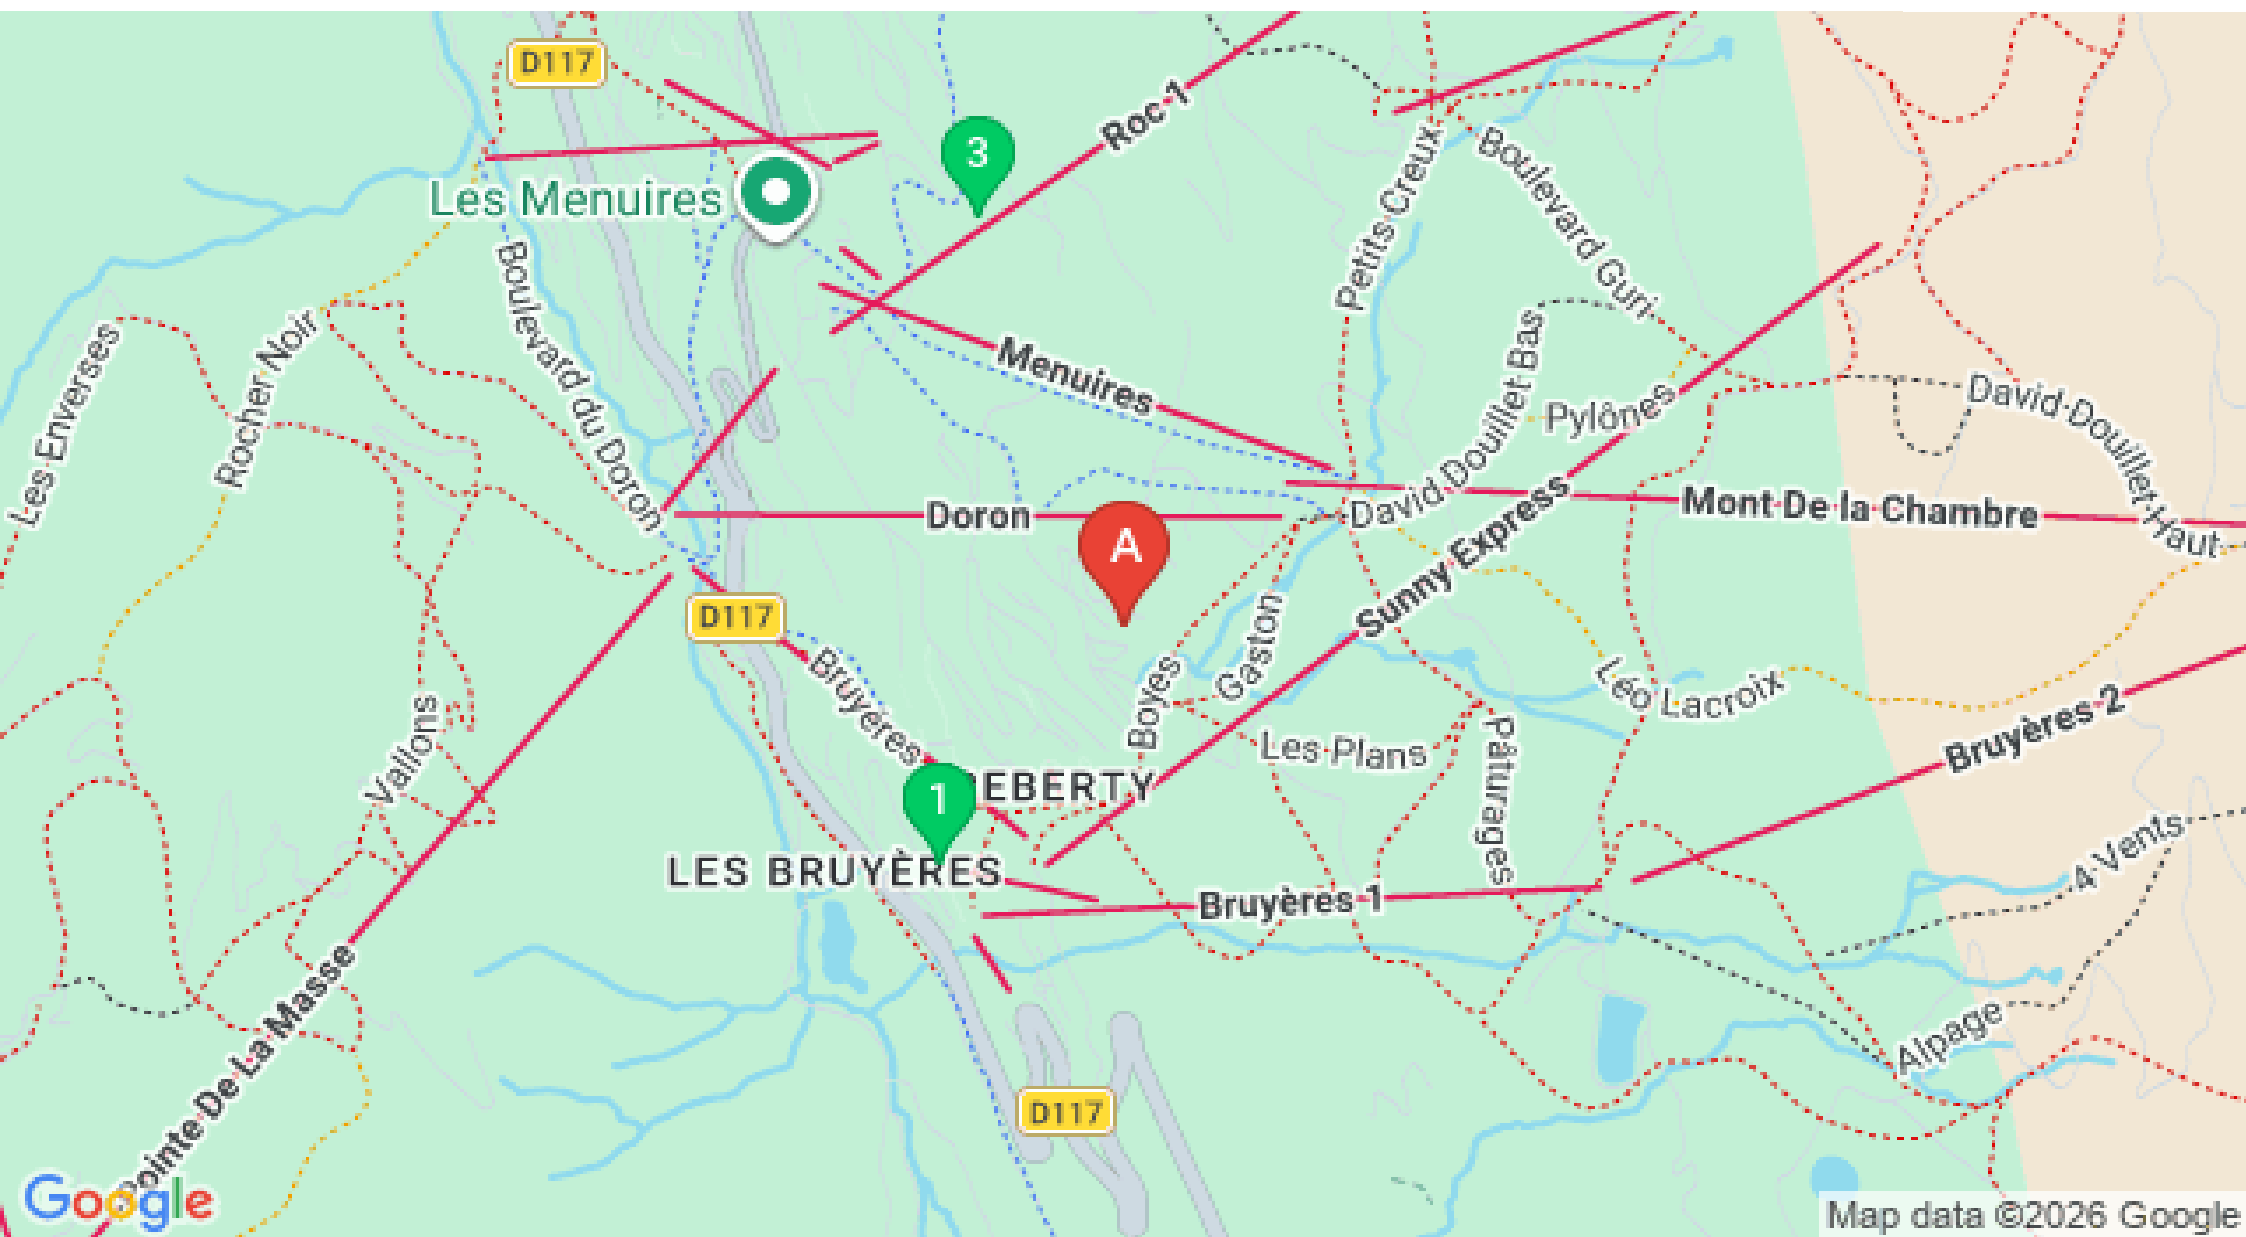 D117
Roc 1
3
Les Menuires
Petits Creux
Boulevard Guri
Boulevard du Doron
Les Enverses
Rocher Noir
Menuires
David Douillet Bas
Pylônes
David Douillet Haut
Doron
A
Mont De la Chambre
Sunny Express
D117
Bruyères
Gaston
Boyes
Léo Lacroix
Les Plans
Pâturages
Bruyères 2
Vallons
1
EBERTY
LES BRUYÈRES
Bruyères 1
4 Vents
Alpage
Pointe De La Masse
D117
Google
Map data ©2026 Google